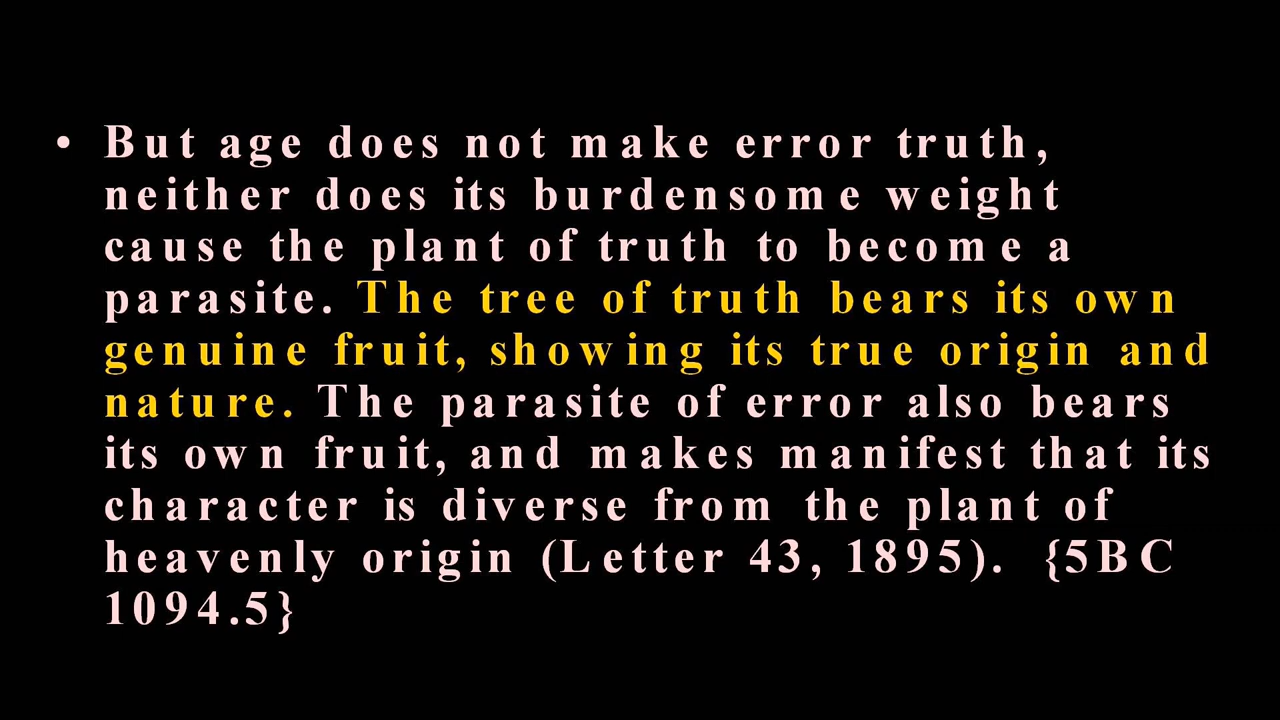 • But age does not make error truth,
neither does its burdensome weight
cause the plant of truth to become a
parasite. The tree of truth bears its own
genuine fruit, showing its true origin and
nature. The parasite of error also bears
its own fruit, and makes manifest that its
character is diverse from the plant of
heavenly origin (Letter 43, 1895). {5BC
1094.5}